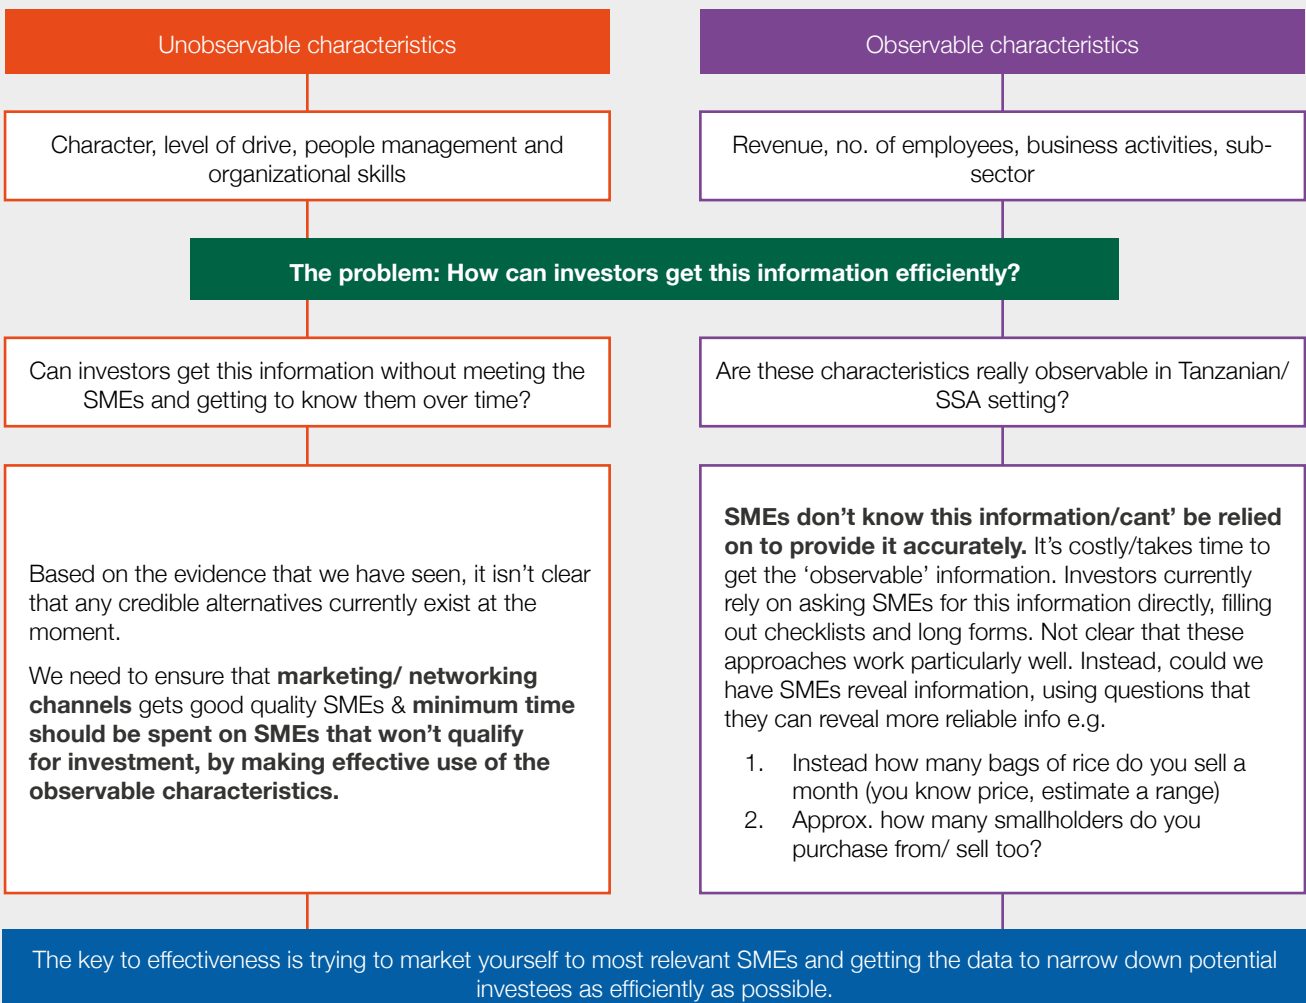 Unobservable characteristics
Observable characteristics
Character, level of drive, people management and
organizational skills
Revenue, no. of employees, business activities, sub-
sector
The problem: How can investors get this information efficiently?
Can investors get this information without meeting the
SMEs and getting to know them over time?
Are these characteristics really observable in Tanzanian/
SSA setting?
Based on the evidence that we have seen, it isn’t clear
that any credible alternatives currently exist at the
moment.
We need to ensure that marketing/ networking
channels gets good quality SMEs & minimum time
should be spent on SMEs that won’t qualify
for investment, by making effective use of the
observable characteristics.
SMEs don’t know this information/cant’ be relied
on to provide it accurately. It’s costly/takes time to
get the ‘observable’ information. Investors currently
rely on asking SMEs for this information directly, filling
out checklists and long forms. Not clear that these
approaches work particularly well. Instead, could we
have SMEs reveal information, using questions that
they can reveal more reliable info e.g.
1. Instead how many bags of rice do you sell a
month (you know price, estimate a range)
2. Approx. how many smallholders do you
purchase from/ sell too?
The key to effectiveness is trying to market yourself to most relevant SMEs and getting the data to narrow down potential
investees as efficiently as possible.